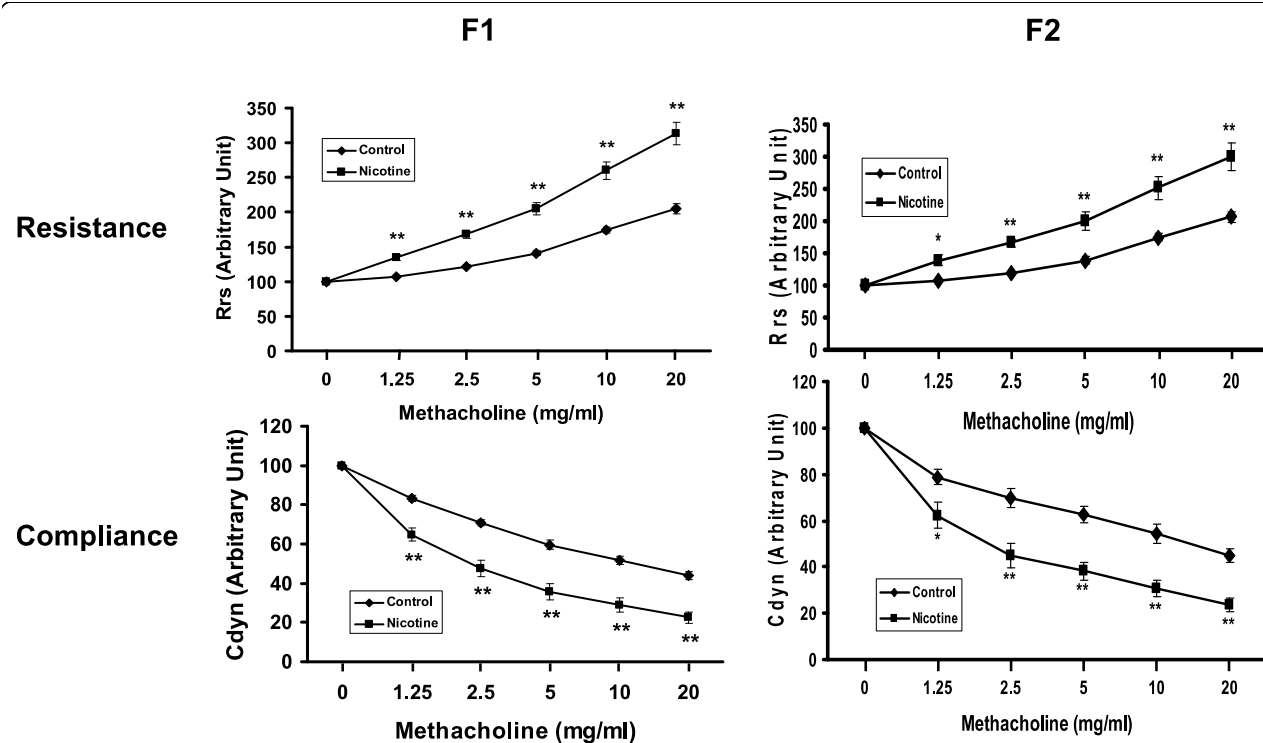 F1
F2
Resistance
Rrs (Arbitrary Unit)
350
300
250
200
150
100
50
0
Control
Nicotine
**
**
**
**
**
0 1.25 2.5 5 10 20
Methacholine (mg/ml)
Rrs (Arbitrary Unit)
350
300
250
200
150
100
50
0
Control
Nicotine
*
**
**
**
**
0 1.25 2.5 5 10 20
Methacholine (mg/ml)
Compliance
Cdyn (Arbitrary Unit)
120
100
80
60
40
20
0
Control
Nicotine
**
**
**
**
**
0 1.25 2.5 5 10 20
Methacholine (mg/ml)
Cdyn (Arbitrary Unit)
120
100
80
60
40
20
0
Control
Nicotine
*
**
**
**
**
0 1.25 2.5 5 10 20
Methacholine (mg/ml)